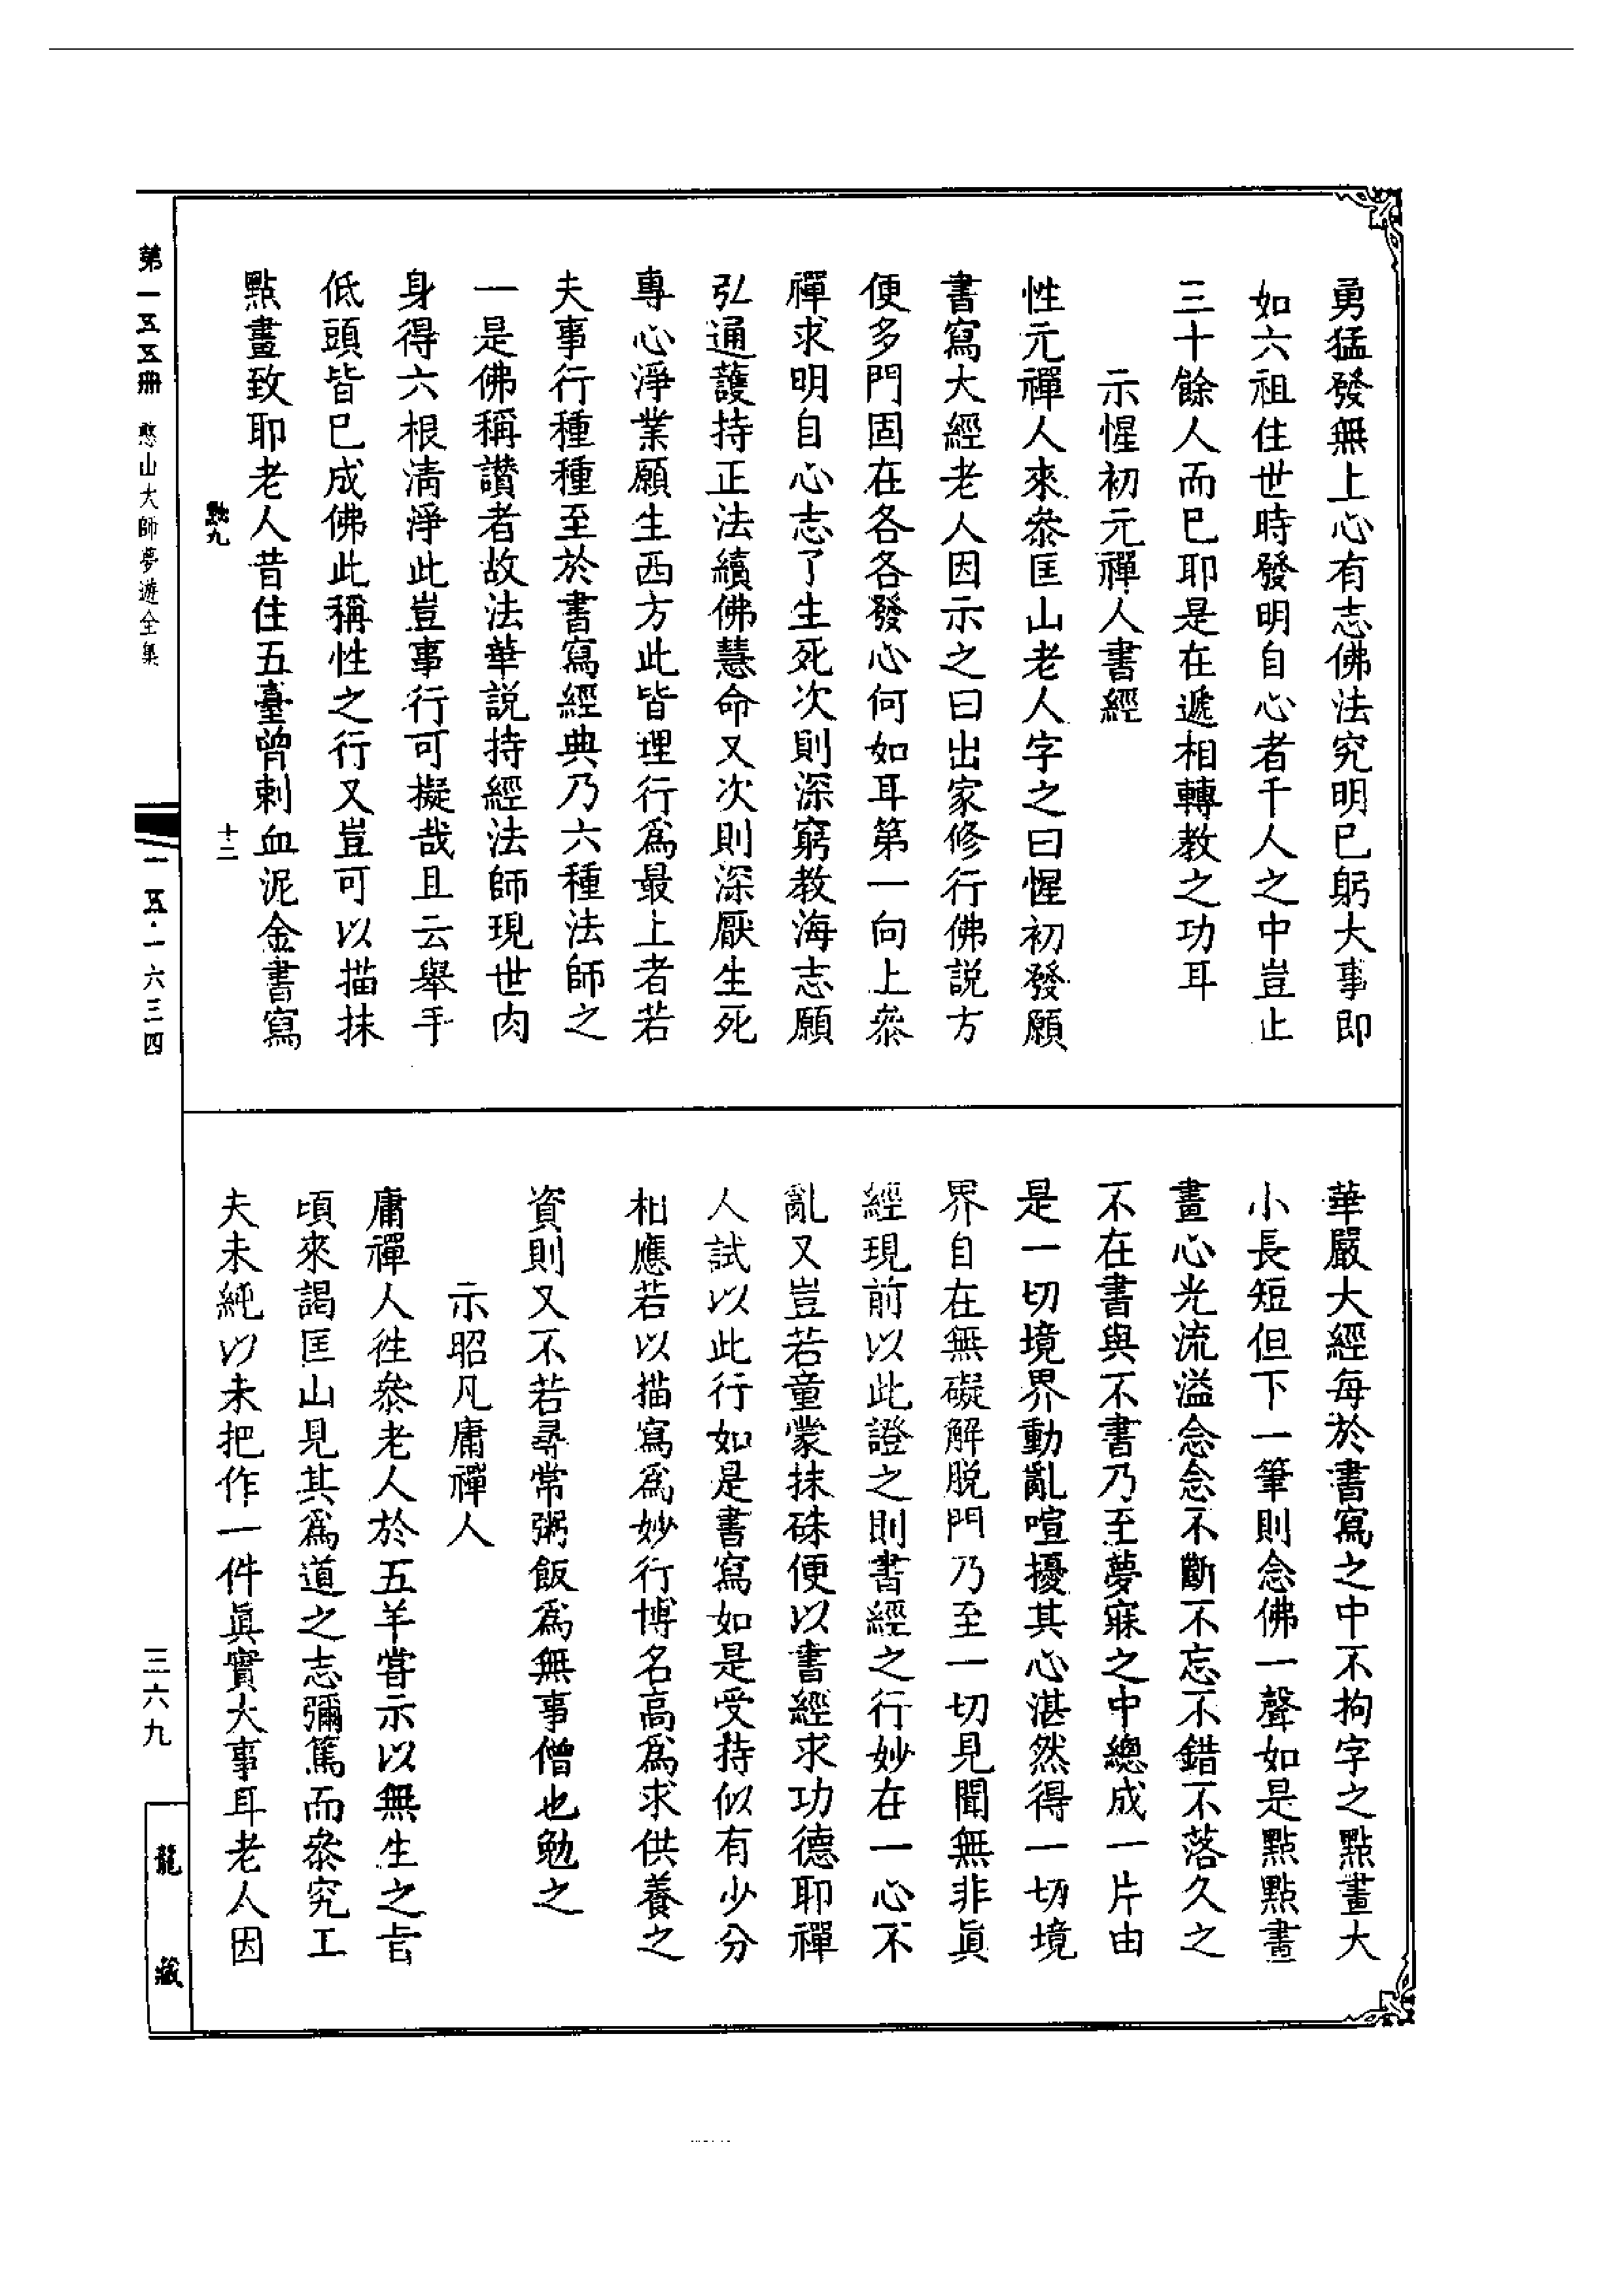 勇猛發無上心有志佛法究明已躬大事即
如六祖住世時發明自心者千人之中豈止
三十餘人而已耶是在遞相轉教之功耳
示惺初元禪人書經
性元禪人來叅匡山老人字之曰惺初發願
書寫大經老人因示之曰出家修行佛説方
便多門固在各各發心何如耳第一向上叅
禪求明自心志了生死次則深窮教海志願
弘通護持正法續佛慧命又次則深厭生死
專心淨業願生西方此皆理行爲最上者若
夫事行種種至於書寫經典乃六種法師之
一是佛稱讚者故法華説持經法師現世肉
身得六根清淨此豈事行可擬哉且云舉手
低頭皆已成佛此稱性之行又豈可以描抹
點畫致耶老人昔住五臺曾刺血泥金書寫
華嚴大經每於書寫之中不拘字之點畫大
小長短但下一筆則念佛一聲如是點點畫
畫心光流溢念念不斷不忘不錯不落久之
不在書與不書乃至夢寐之中總成一片由
是一切境界動亂喧擾其心湛然得一切境
界自在無礙解脱門乃至一切見聞無非眞
經現前以此證之則書經之行妙在一心不
亂又豈若童蒙抹硃便以書經求功德耶禪
人試以此行如是書寫如是受持似有少分
相應若以描寫爲妙行博名高爲求供養之
資則又不若尋常粥飯爲無事僧也勉之
示昭凡庸禪人
庸禪人徃叅老人於五羊嘗示以無生之旨
頃來謁匡山見其爲道之志彌篤而叅究工
夫未純以未把作一件眞實大事耳老人因
第一五五册 憨山大師夢遊全集
㸃九
十二
一五五·一六三四
三六九
龍藏